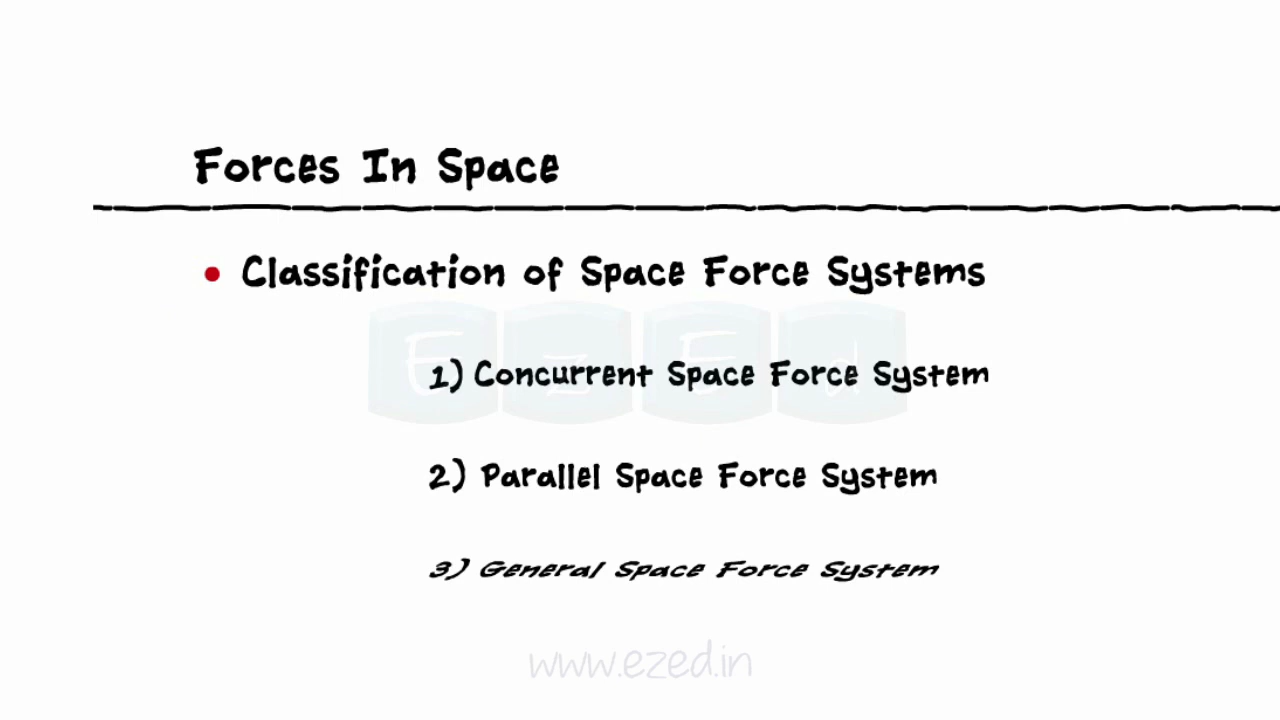 Forces In Space
• Classification of Space Force Systems
EzEd
1) Concurrent Space Force System
2) Parallel Space Force System
3) General Space Force System
www.ezed.in